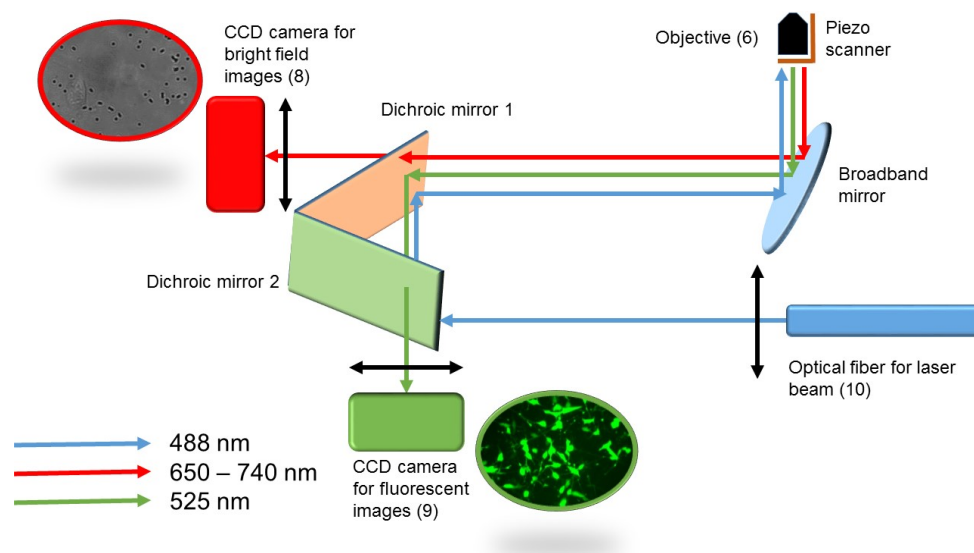 CCD camera for
bright field
images (8)
Objective (6)
Piezo
scanner
Dichroic mirror 1
Broadband
mirror
Dichroic mirror 2
Optical fiber for laser
beam (10)
488 nm
650 – 740 nm
525 nm
CCD camera
for fluorescent
images (9)